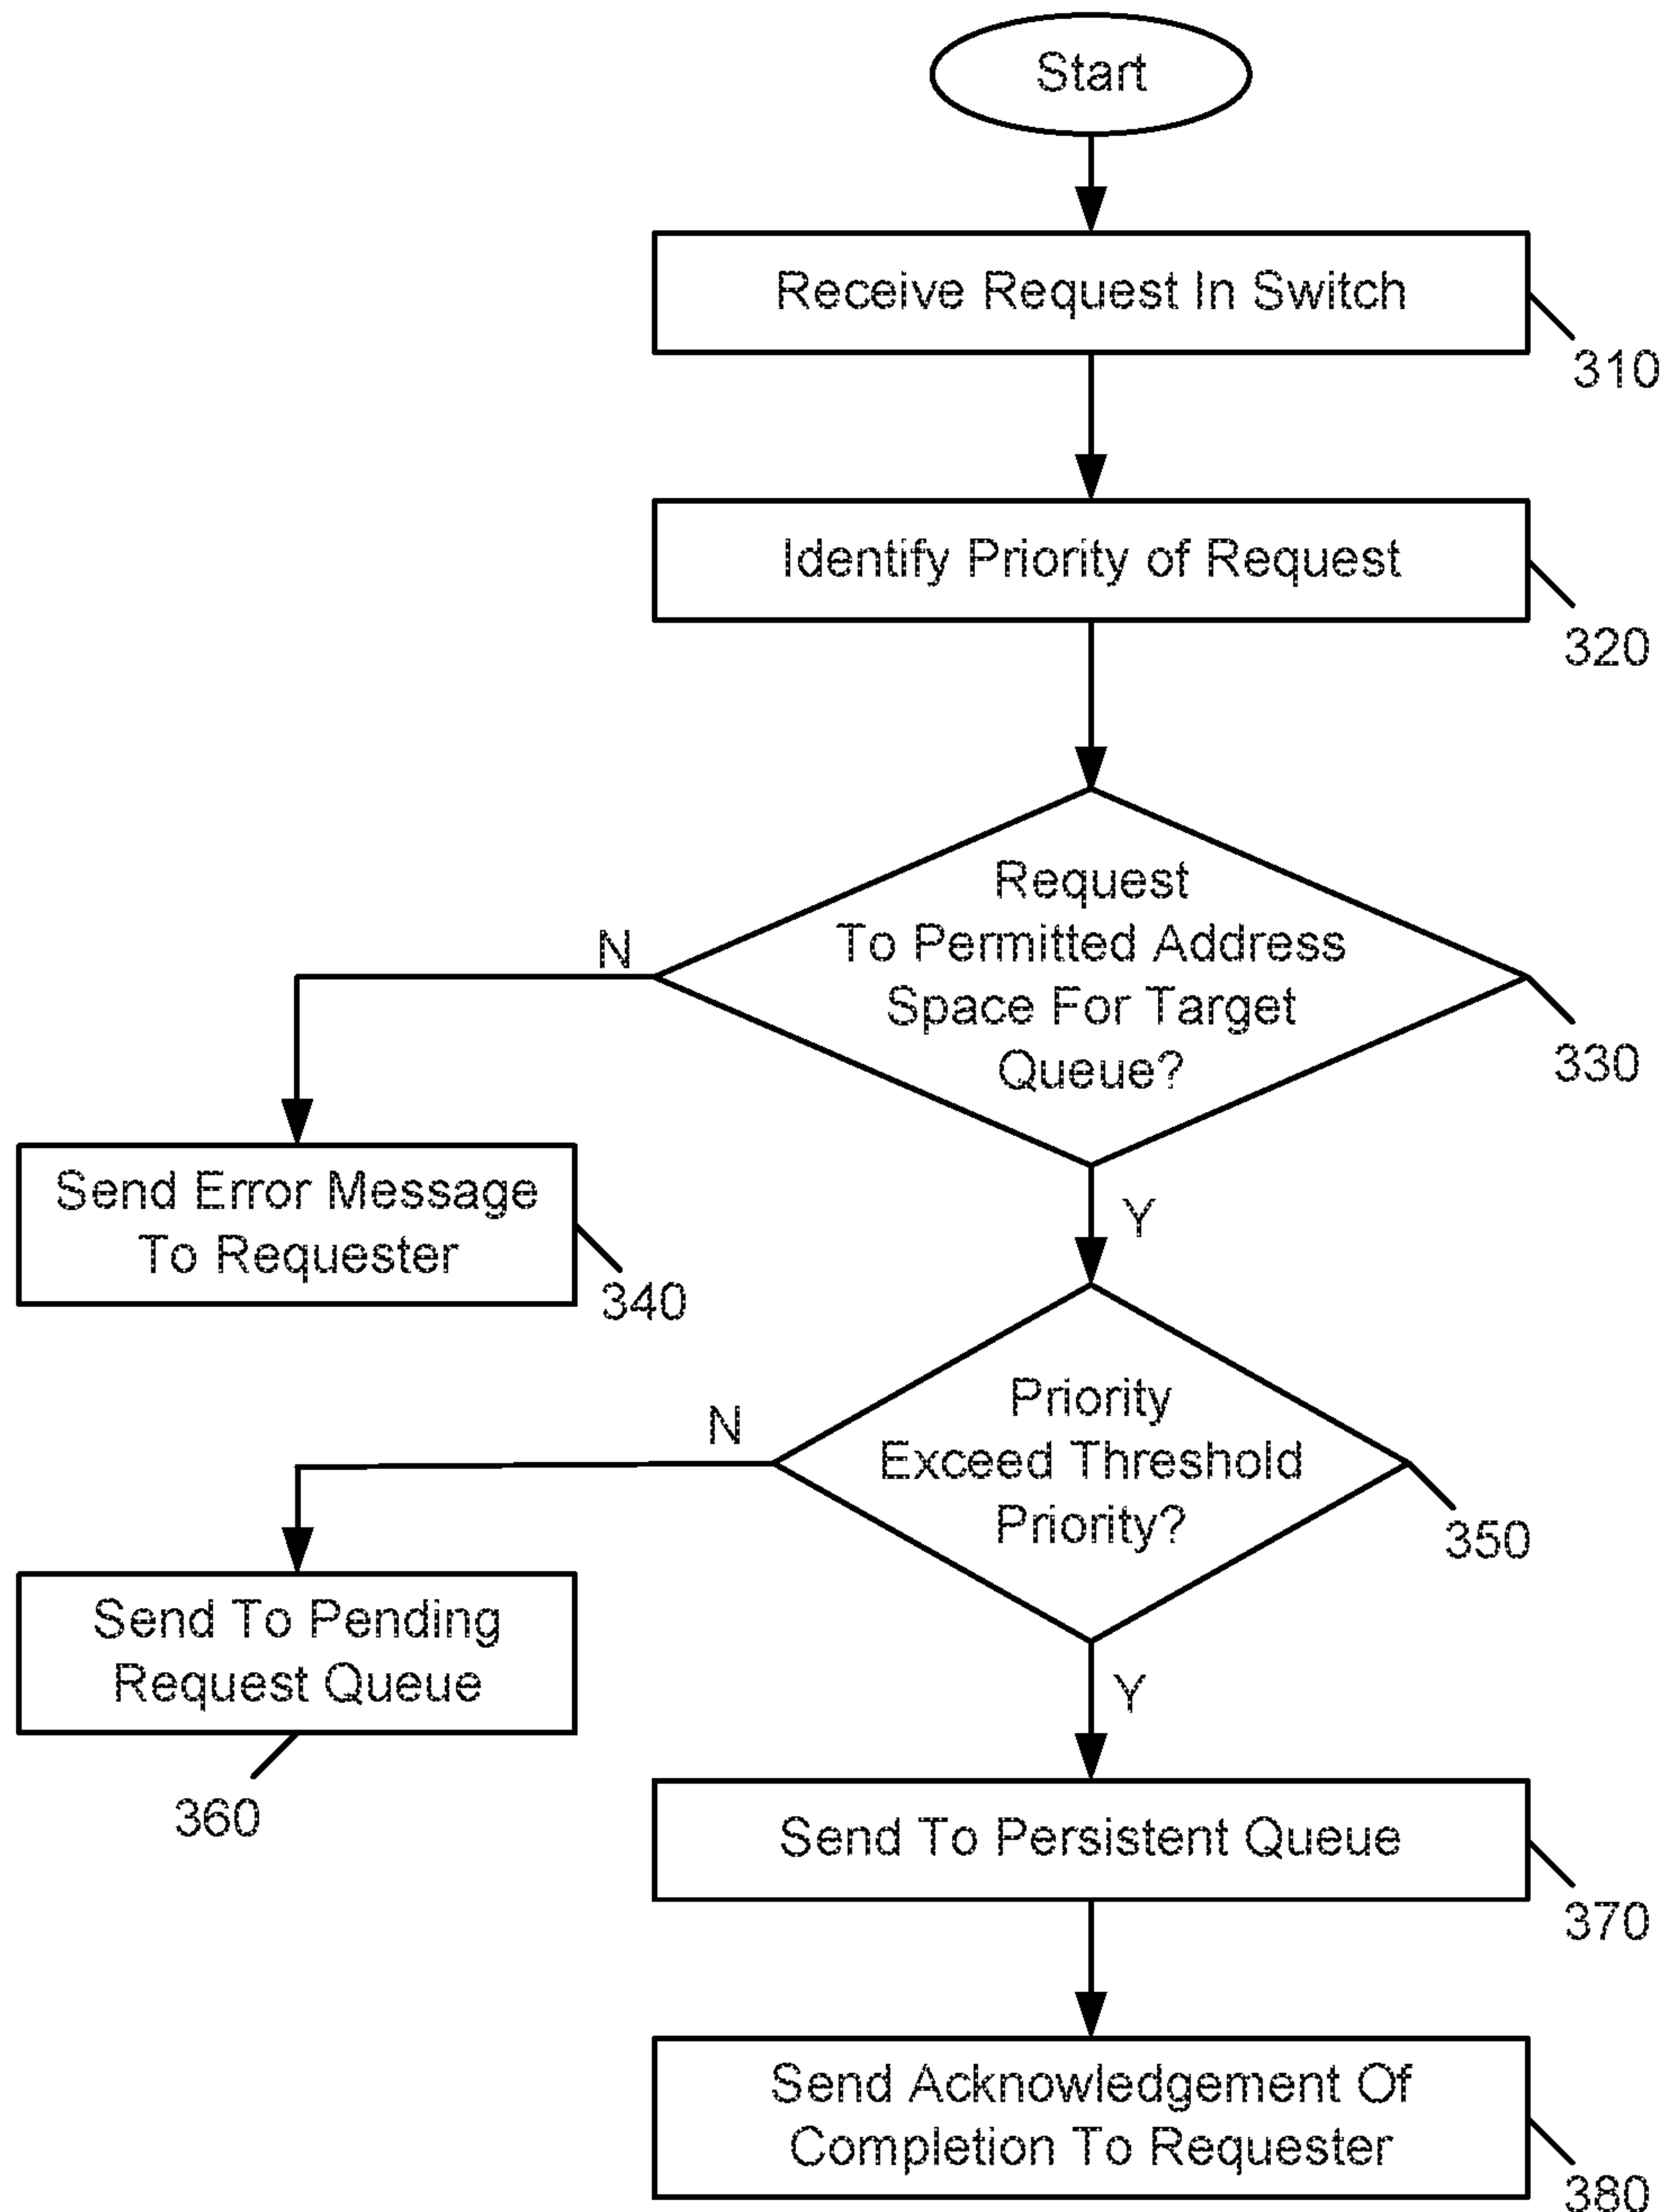 Start
Receive Request In Switch
310
Identify Priority of Request
320
Request
To Permitted Address
Space For Target
Queue?
330
N
Send Error Message
To Requester
340
Y
Priority
Exceed Threshold
Priority?
350
N
Send To Pending
Request Queue
360
Y
Send To Persistent Queue
370
Send Acknowledgement Of
Completion To Requester
380